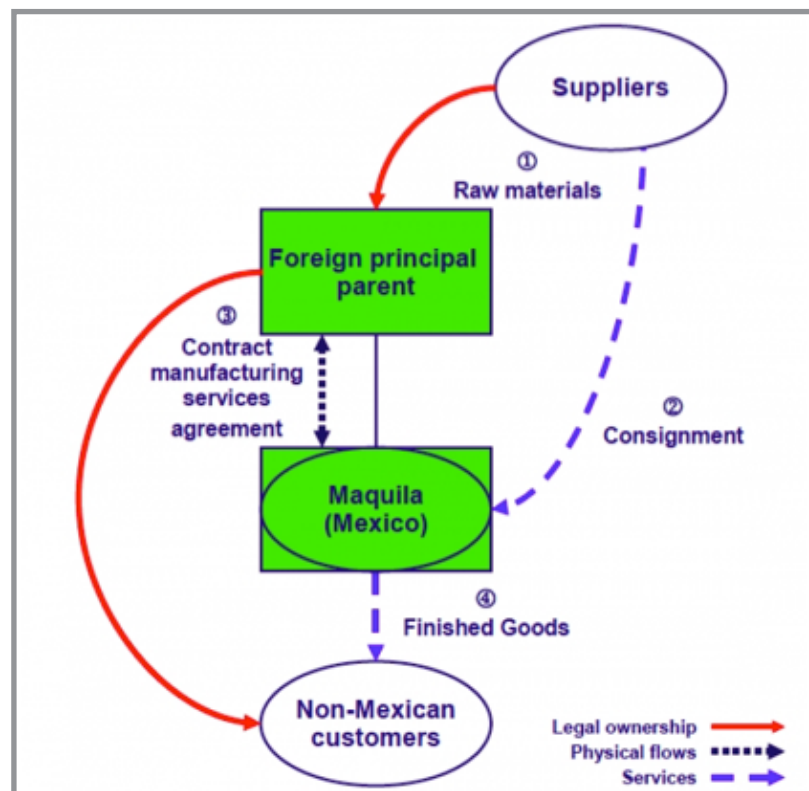 Suppliers
①
Raw materials
Foreign principal
parent
③
Contract
manufacturing
services
agreement
②
Consignment
Maquila
(Mexico)
④
Finished Goods
Non-Mexican
customers
Legal ownership
Physical flows
Services